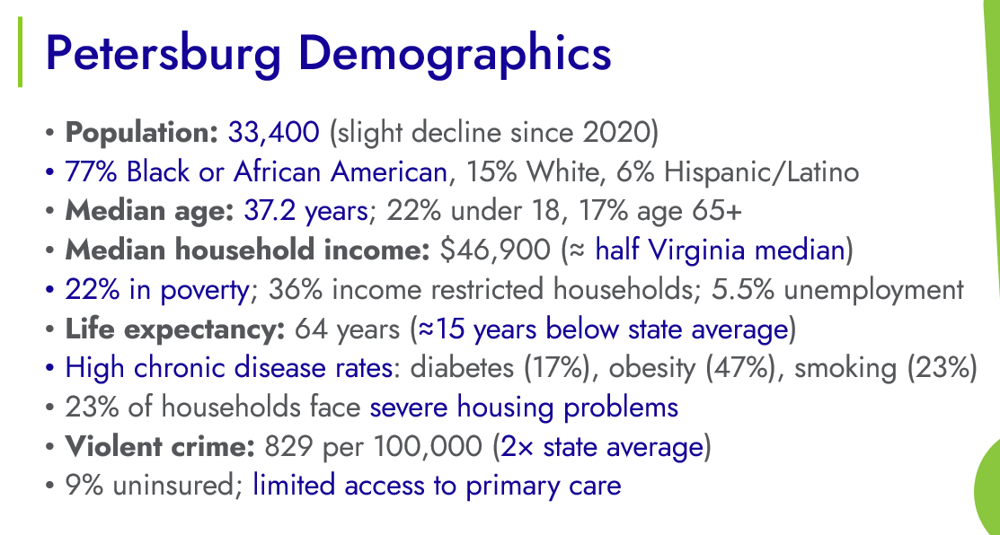 Petersburg Demographics
• Population: 33,400 (slight decline since 2020)
• 77% Black or African American, 15% White, 6% Hispanic/Latino
• Median age: 37.2 years; 22% under 18, 17% age 65+
• Median household income: $46,900 (≈ half Virginia median)
• 22% in poverty; 36% income restricted households; 5.5% unemployment
• Life expectancy: 64 years (≈15 years below state average)
• High chronic disease rates: diabetes (17%), obesity (47%), smoking (23%)
• 23% of households face severe housing problems
• Violent crime: 829 per 100,000 (2× state average)
• 9% uninsured; limited access to primary care